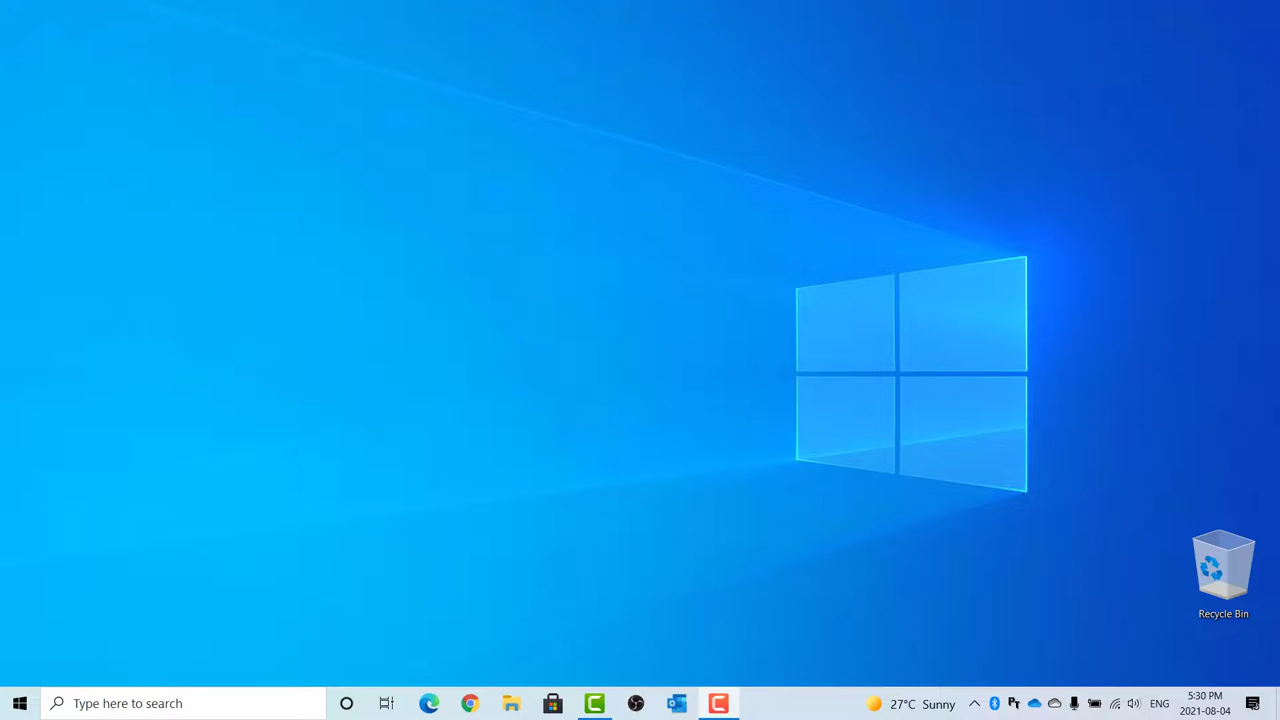 Recycle Bin
Type here to search
27°C Sunny
ENG
5:30 PM
2021-08-04